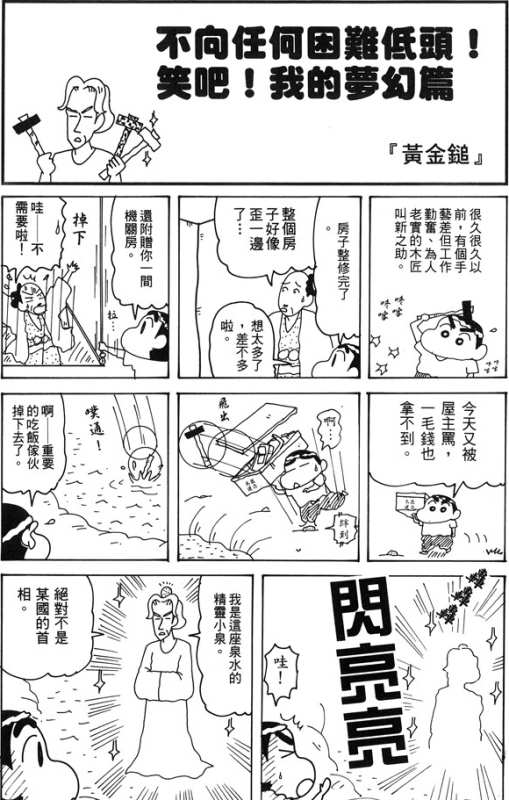 不向任何困難低頭！
笑吧！我的夢幻篇
『黃金鎚』
很久很久以
前，有個手
藝差但工作
勤奮、為人
老實的木匠
叫新之助。
咚
咚
房子整修完了
。
整個房
子好像
歪一邊
了…
想太多了
，差不多
啦。
還附贈你一間
機關房。
拉…
掉下
哇──不
需要啦！
今天又被
屋主罵，
一毛錢也
拿不到。
啊…
飛出
絆到
噗通！
啊──重要
的吃飯傢伙
掉下去了。
閃亮亮
哇！
我是這座泉水的
精靈小泉。
絕對不是
某國的首
相。